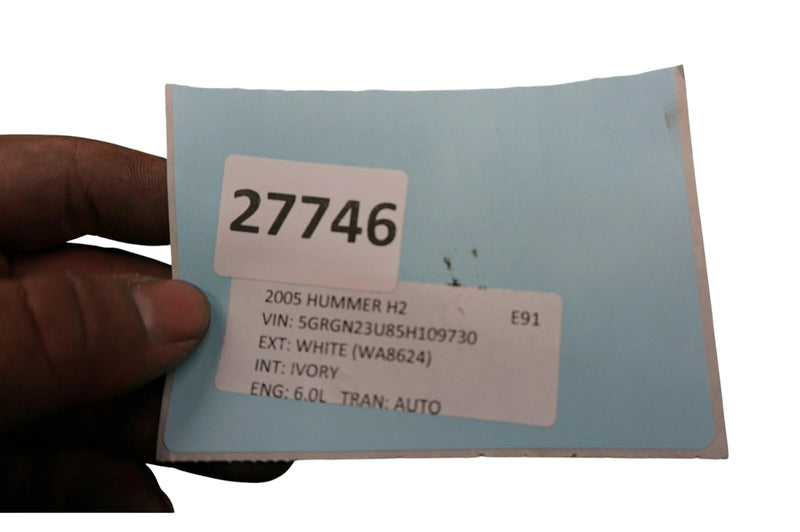 27746
2005 HUMMER H2 E91
VIN: 5GRGN23U85H109730
EXT: WHITE (WA8624)
INT: IVORY
ENG: 6.0L TRAN: AUTO